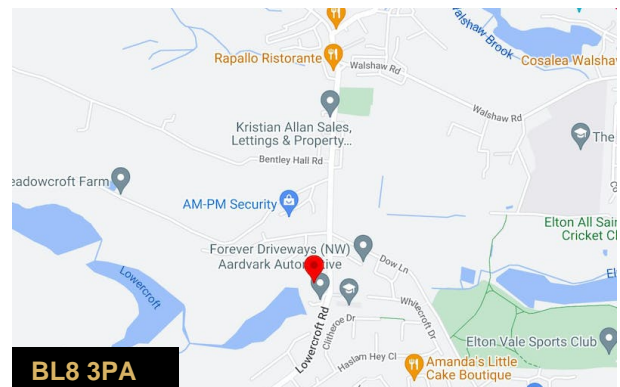 Walshaw
Brook
Rapallo Ristorante
Walshaw Rd
Cosalea Walshaw
Walshaw Rd
Kristian Allan Sales,
Lettings & Property...
The
Bentley Hall Rd
eadowcroft Farm
AM-PM Security
Elton All Sain
Cricket Cl
Forever Driveways (NW)
Dow Ln
Aardvark Automotive
Lowercroft
El
Whitecroft Dr
Clitheroe Dr
Lowercroft Rd
Elton Vale Sports Club
Haslam Hey Cl
Amanda's Little
Cake Boutique
BL8 3PA